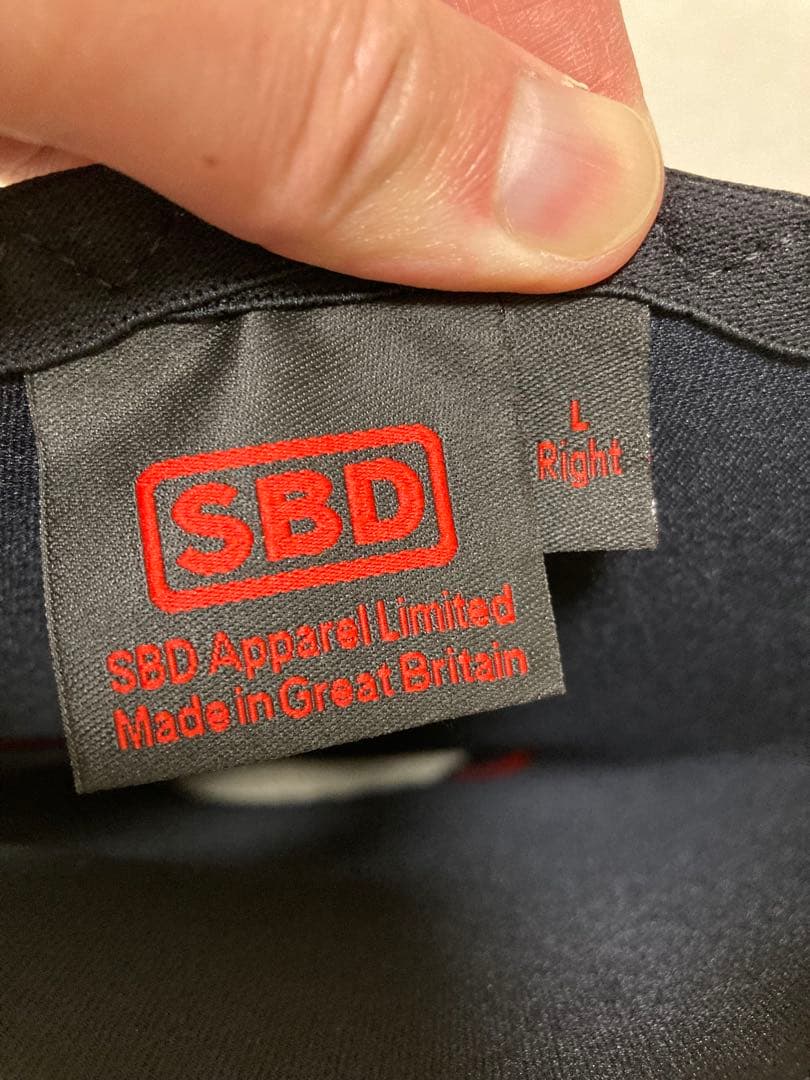 SBD
SBD Apparel Limited
Made in Great Britain
L
Right